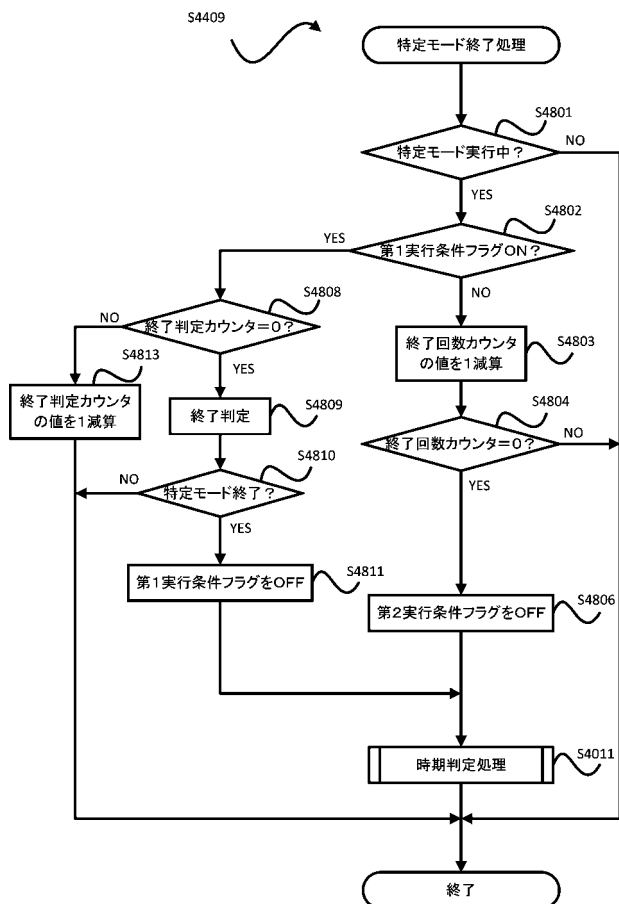 S4409
特定モード終了処理
S4801
特定モード実行中？
NO
YES
S4802
第1実行条件フラグON？
YES
NO
S4808
終了判定カウンタ＝0？
NO
YES
S4803
終了回数カウンタ
の値を1減算
S4813
終了判定カウンタ
の値を1減算
S4809
終了判定
S4804
終了回数カウンタ＝0？
NO
YES
S4810
特定モード終了？
NO
YES
S4811
第1実行条件フラグをOFF
S4806
第2実行条件フラグをOFF
S4011
時期判定処理
終了